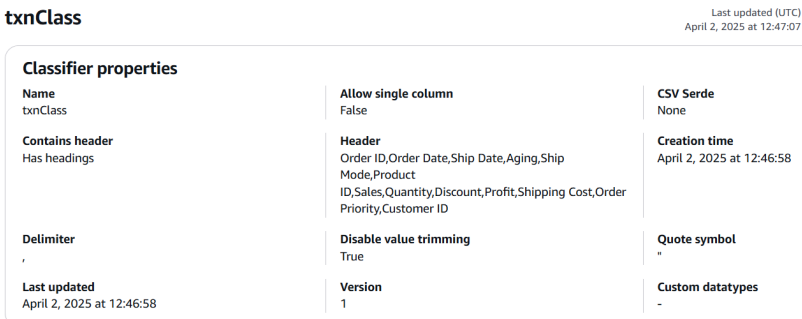 txnClass
Last updated (UTC)
April 2, 2025 at 12:47:07
Classifier properties
Name
txnClass
Allow single column
False
CSV Serde
None
Contains header
Has headings
Header
Order ID,Order Date,Ship Date,Aging,Ship
Mode,Product
ID,Sales,Quantity,Discount,Profit,Shipping Cost,Order
Priority,Customer ID
Creation time
April 2, 2025 at 12:46:58
Delimiter
,
Disable value trimming
True
Quote symbol
"
Last updated
April 2, 2025 at 12:46:58
Version
1
Custom datatypes
-